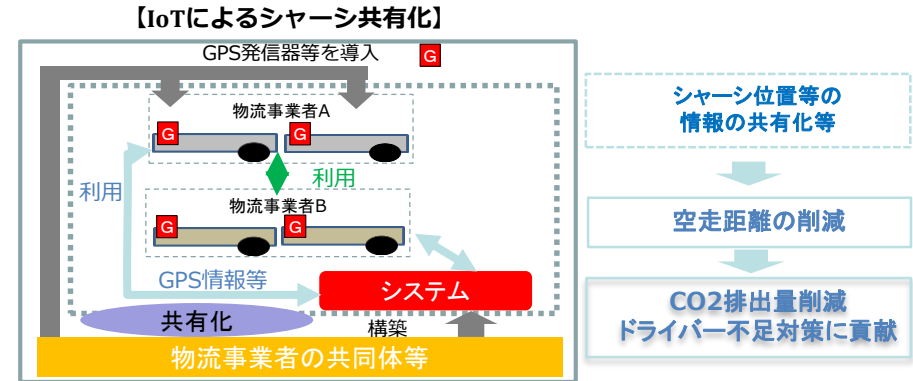 【IoTによるシャーシ共有化】
GPS発信器等を導入
G
物流事業者A
G
G
利用
利用
物流事業者B
G
G
GPS情報等
システム
共有化
構築
物流事業者の共同体等
シャーシ位置等の
情報の共有化等
空走距離の削減
CO2排出量削減
ドライバー不足対策に貢献